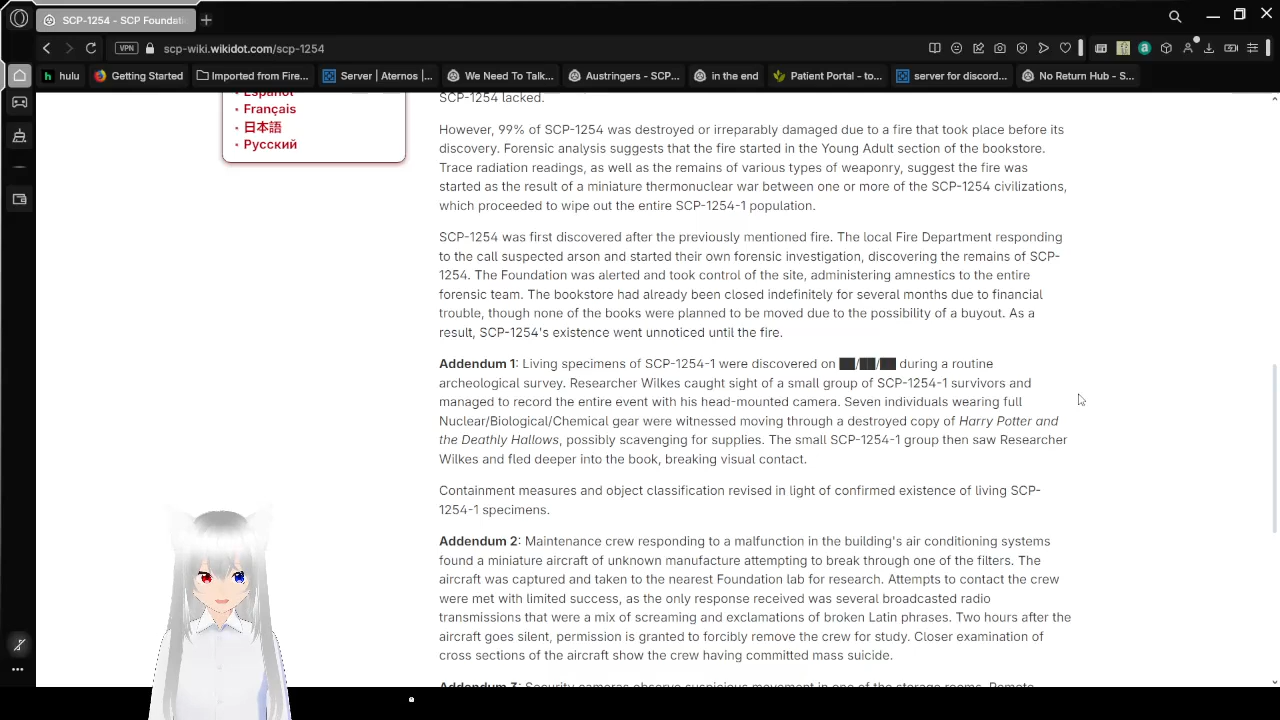 SCP-1254 - SCP Foundati
scp-wiki.wikidot.com/scp-1254
VPN
hulu
Getting Started
Imported from Fire...
Server | Aternos |...
We Need To Talk...
Austringers - SCP...
in the end
Patient Portal - to...
server for discord...
No Return Hub - S...
Español
Français
日本語
Русский
SCP-1254 lacked.
However, 99% of SCP-1254 was destroyed or irreparably damaged due to a fire that took place before its
discovery. Forensic analysis suggests that the fire started in the Young Adult section of the bookstore.
Trace radiation readings, as well as the remains of various types of weaponry, suggest the fire was
started as the result of a miniature thermonuclear war between one or more of the SCP-1254 civilizations,
which proceeded to wipe out the entire SCP-1254-1 population.
SCP-1254 was first discovered after the previously mentioned fire. The local Fire Department responding
to the call suspected arson and started their own forensic investigation, discovering the remains of SCP-
1254. The Foundation was alerted and took control of the site, administering amnestics to the entire
forensic team. The bookstore had already been closed indefinitely for several months due to financial
trouble, though none of the books were planned to be moved due to the possibility of a buyout. As a
result, SCP-1254's existence went unnoticed until the fire.
Addendum 1: Living specimens of SCP-1254-1 were discovered on ██/██/██ during a routine
archeological survey. Researcher Wilkes caught sight of a small group of SCP-1254-1 survivors and
managed to record the entire event with his head-mounted camera. Seven individuals wearing full
Nuclear/Biological/Chemical gear were witnessed moving through a destroyed copy of Harry Potter and
the Deathly Hallows, possibly scavenging for supplies. The small SCP-1254-1 group then saw Researcher
Wilkes and fled deeper into the book, breaking visual contact.
Containment measures and object classification revised in light of confirmed existence of living SCP-
1254-1 specimens.
Addendum 2: Maintenance crew responding to a malfunction in the building's air conditioning systems
found a miniature aircraft of unknown manufacture attempting to break through one of the filters. The
aircraft was captured and taken to the nearest Foundation lab for research. Attempts to contact the crew
were met with limited success, as the only response received was several broadcasted radio
transmissions that were a mix of screaming and exclamations of broken Latin phrases. Two hours after the
aircraft goes silent, permission is granted to forcibly remove the crew for study. Closer examination of
cross sections of the aircraft show the crew having committed mass suicide.
Addendum 3: Security cameras observe suspicious movement in one of the storage rooms. Remote